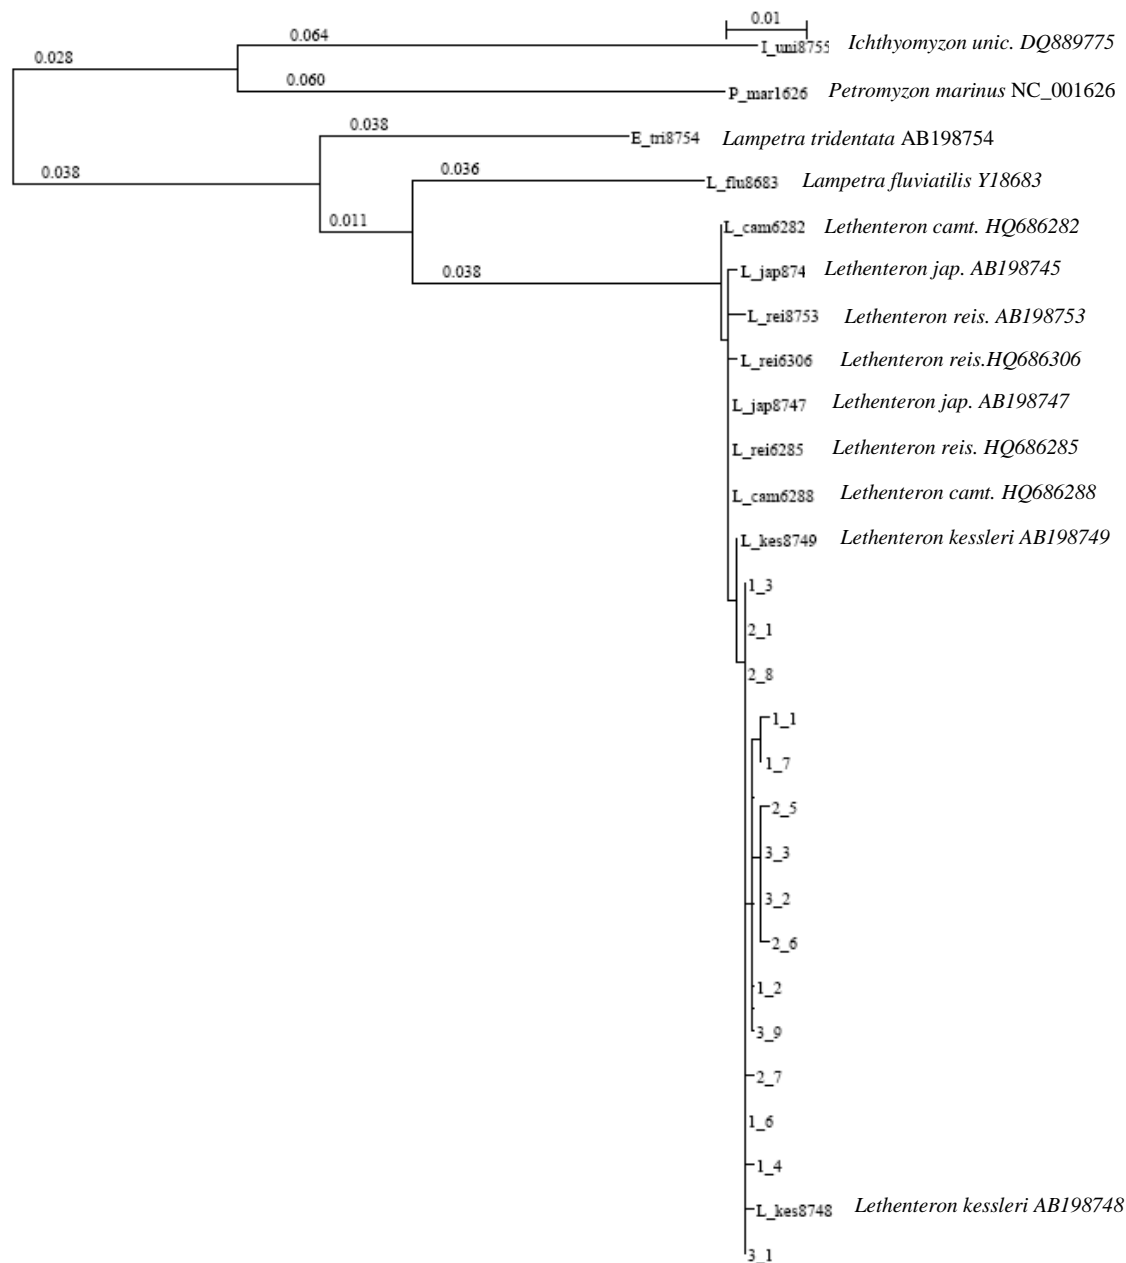 0.01
0.064
I_uni8755 Ichthyomyzon unic. DQ889775
0.028
0.060
P_mar1626 Petromyzon marinus NC_001626
0.038
E_tri8754 Lampetra tridentata AB198754
0.038
0.036
L_flu8683 Lampetra fluviatilis Y18683
0.011
L_cam6282 Lethenteron camt. HQ686282
0.038
L_jap874 Lethenteron jap. AB198745
L_rei8753 Lethenteron reis. AB198753
L_rei6306 Lethenteron reis.HQ686306
L_jap8747 Lethenteron jap. AB198747
L_rei6285 Lethenteron reis. HQ686285
L_cam6288 Lethenteron camt. HQ686288
L_kes8749 Lethenteron kessleri AB198749
1_3
2_1
2_8
1_1
1_7
2_5
3_3
3_2
2_6
1_2
3_9
2_7
1_6
1_4
L_kes8748 Lethenteron kessleri AB198748
3_1